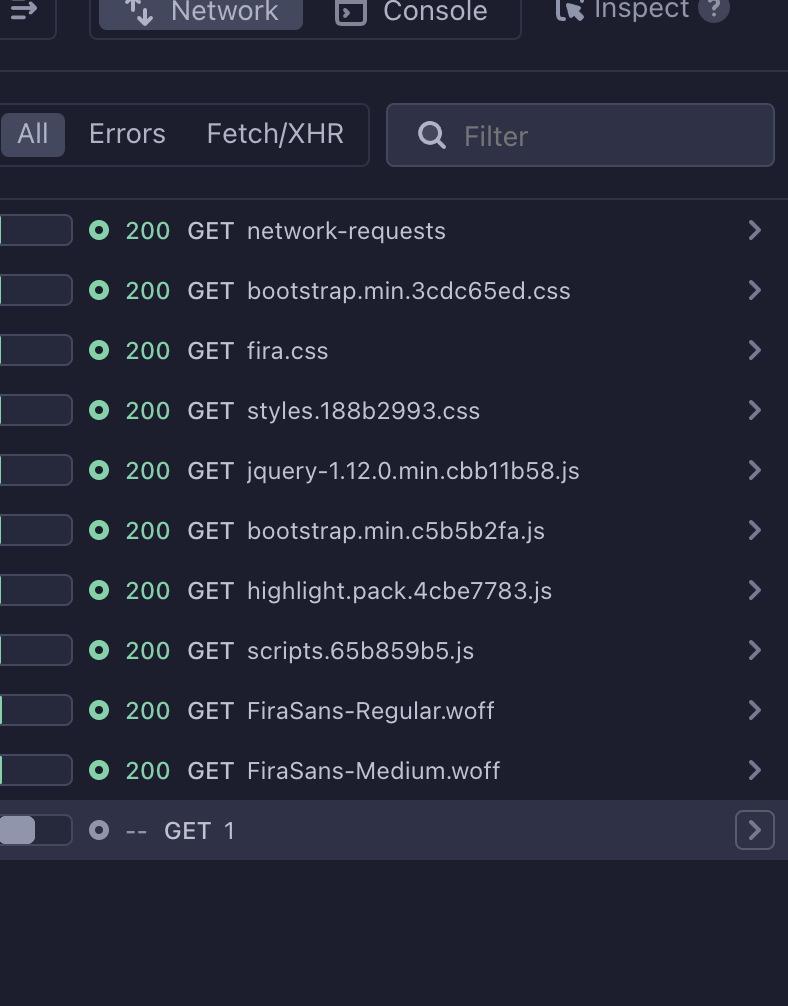 Network Console Inspect ?
All Errors Fetch/XHR Filter
200 GET network-requests
200 GET bootstrap.min.3cdc65ed.css
200 GET fira.css
200 GET styles.188b2993.css
200 GET jquery-1.12.0.min.cbb11b58.js
200 GET bootstrap.min.c5b5b2fa.js
200 GET highlight.pack.4cbe7783.js
200 GET scripts.65b859b5.js
200 GET FiraSans-Regular.woff
200 GET FiraSans-Medium.woff
-- GET 1